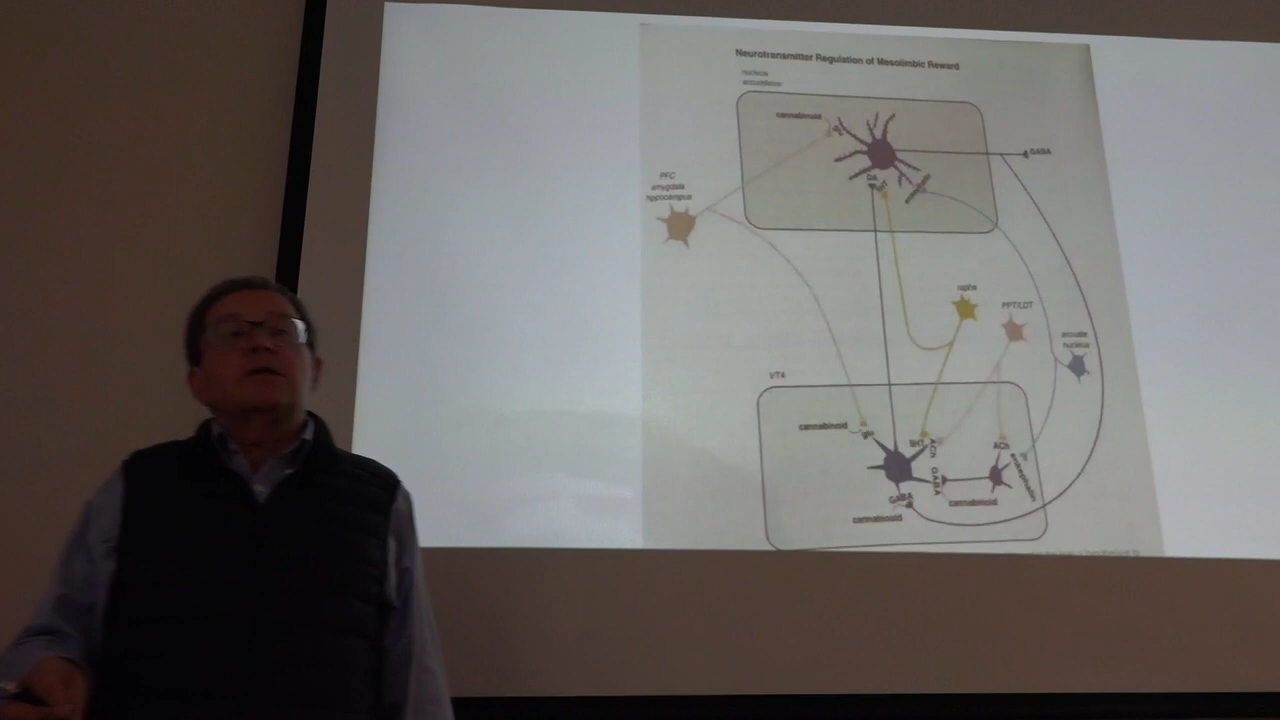 Neurotransmitter Regulation of Mesolimbic Reward
nucleus
accumbens
cannabinoid
GABA
PFC
amygdala
hippocampus
DA
raphe
PPT/LDT
arcuate
nucleus
VTA
cannabinoid
5HT
ACh
ACh
GABA
GABA
cannabinoid
cannabinoid